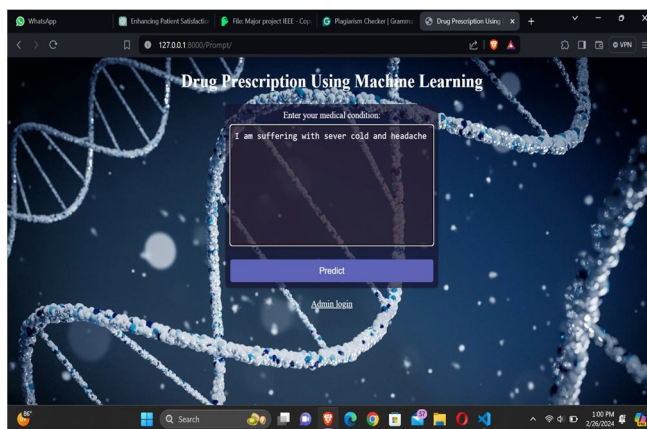 WhatsApp
Enhancing Patient Satisfactio
File: Major project IEEE - Cop
Plagiarism Checker | Gramma
Drug Prescription Using
127.0.0.1:8000/Prompt/
VPN
Drug Prescription Using Machine Learning
Enter your medical condition:
I am suffering with sever cold and headache
Predict
Admin login
86°
Search
57
1:00 PM
2/26/2024